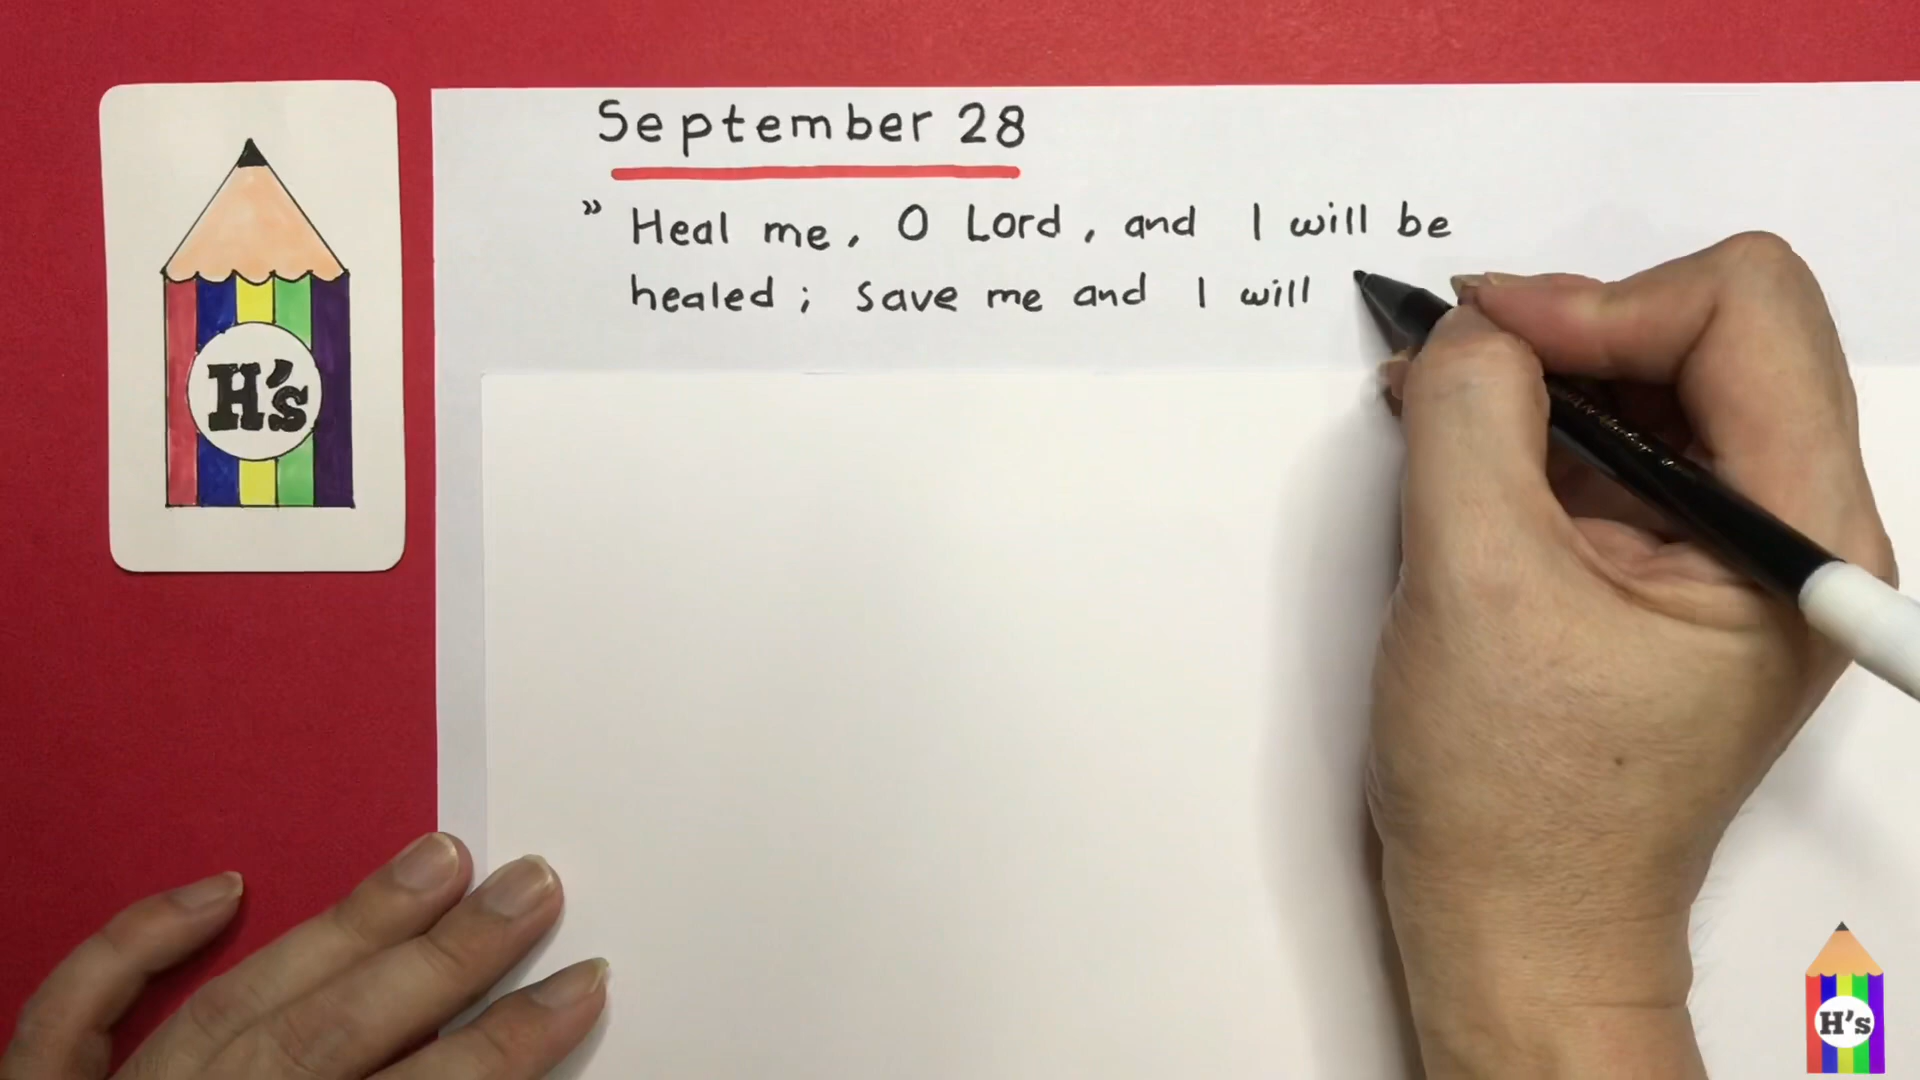 September 28
" Heal me, O Lord, and I will be
healed; save me and I will
H's
H's